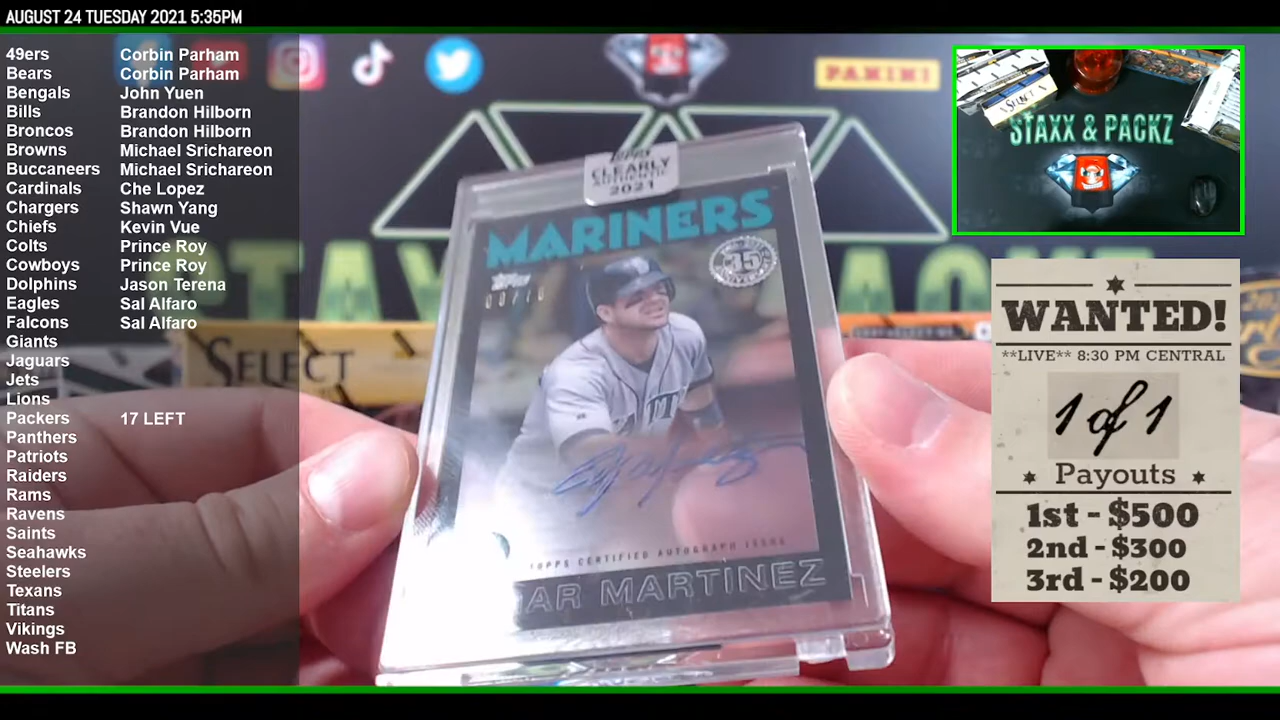 AUGUST 24 TUESDAY 2021 5:35PM
49ers Corbin Parham
Bears Corbin Parham
Bengals John Yuen
Bills Brandon Hilborn
Broncos Brandon Hilborn
Browns Michael Srichareon
Buccaneers Michael Srichareon
Cardinals Che Lopez
Chargers Shawn Yang
Chiefs Kevin Vue
Colts Prince Roy
Cowboys Prince Roy
Dolphins Jason Terena
Eagles Sal Alfaro
Falcons Sal Alfaro
Giants
Jaguars
Jets
Lions
Packers 17 LEFT
Panthers
Patriots
Raiders
Rams
Ravens
Saints
Seahawks
Steelers
Texans
Titans
Vikings
Wash FB
PANINI
SELECT
topps
CLEARLY
AUTHENTIC
2021
MARINERS
topps
35
TOPPS CERTIFIED AUTOGRAPH ISSUE
AR MARTINEZ
SELECT
STAXX & PACKZ
WANTED!
**LIVE** 8:30 PM CENTRAL
1 of 1
Payouts
1st - $500
2nd - $300
3rd - $200